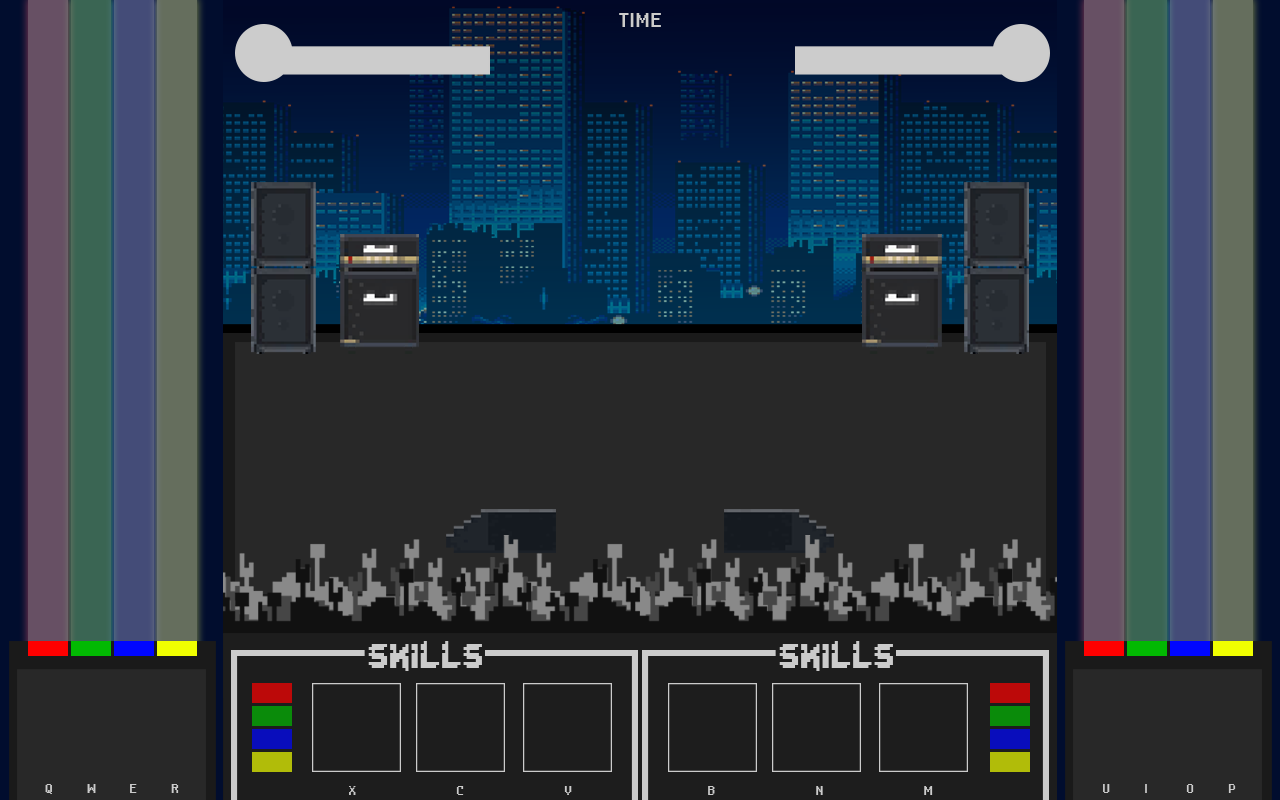 TIME
SKILLS SKILLS
Q W E R
X C V
B N M
U I O P